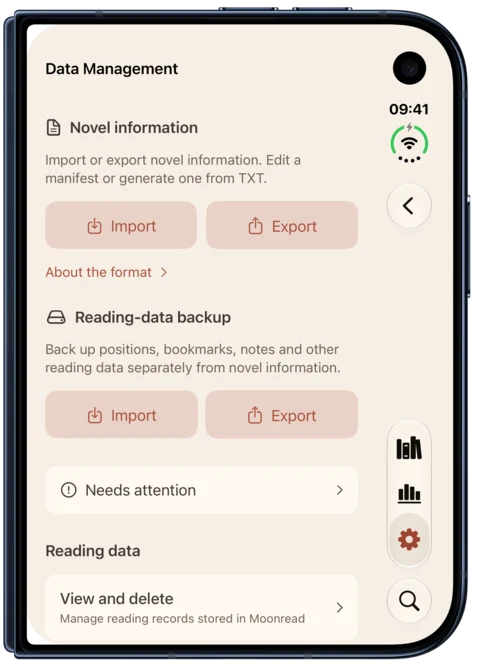 Data Management
09:41
Novel information
Import or export novel information. Edit a
manifest or generate one from TXT.
Import
Export
About the format
Reading-data backup
Back up positions, bookmarks, notes and other
reading data separately from novel information.
Import
Export
Needs attention
Reading data
View and delete
Manage reading records stored in Moonread